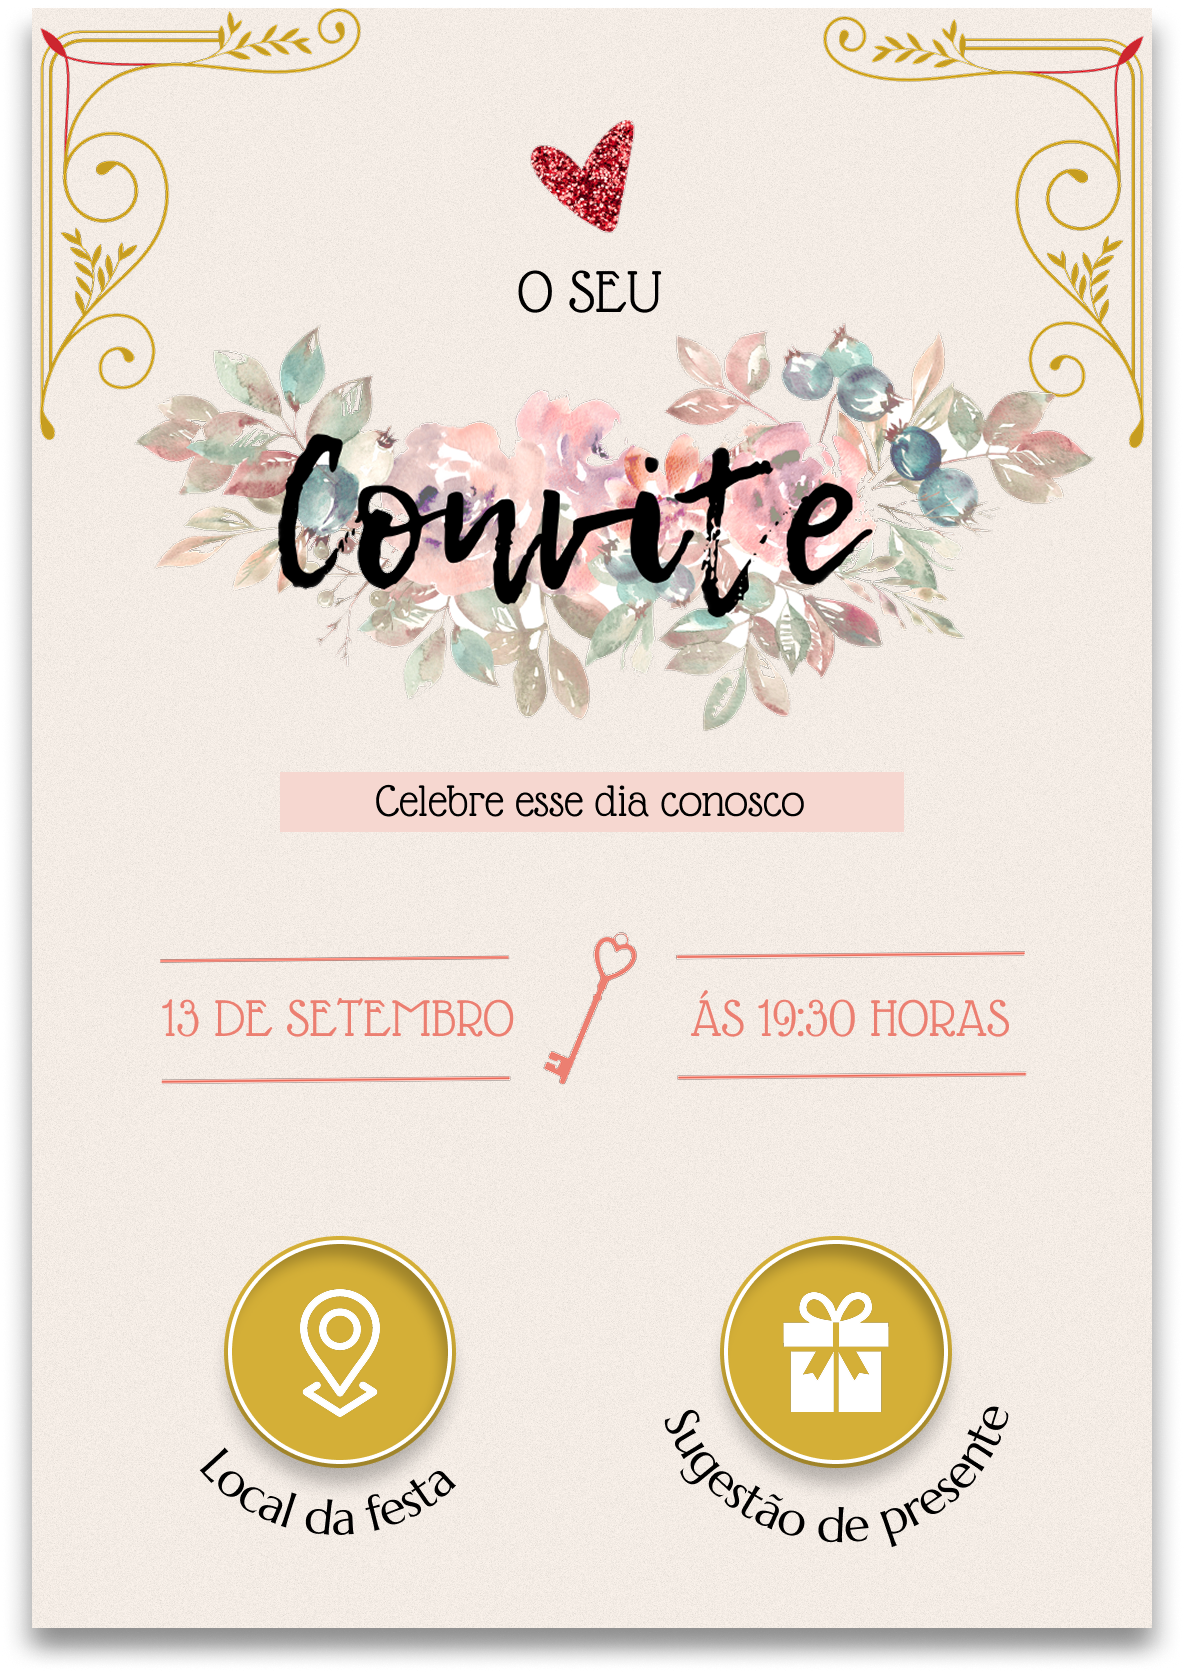 O SEU
Convite
Celebre esse dia conosco
13 DE SETEMBRO
ÁS 19:30 HORAS
Local da festa
Sugestão de presente